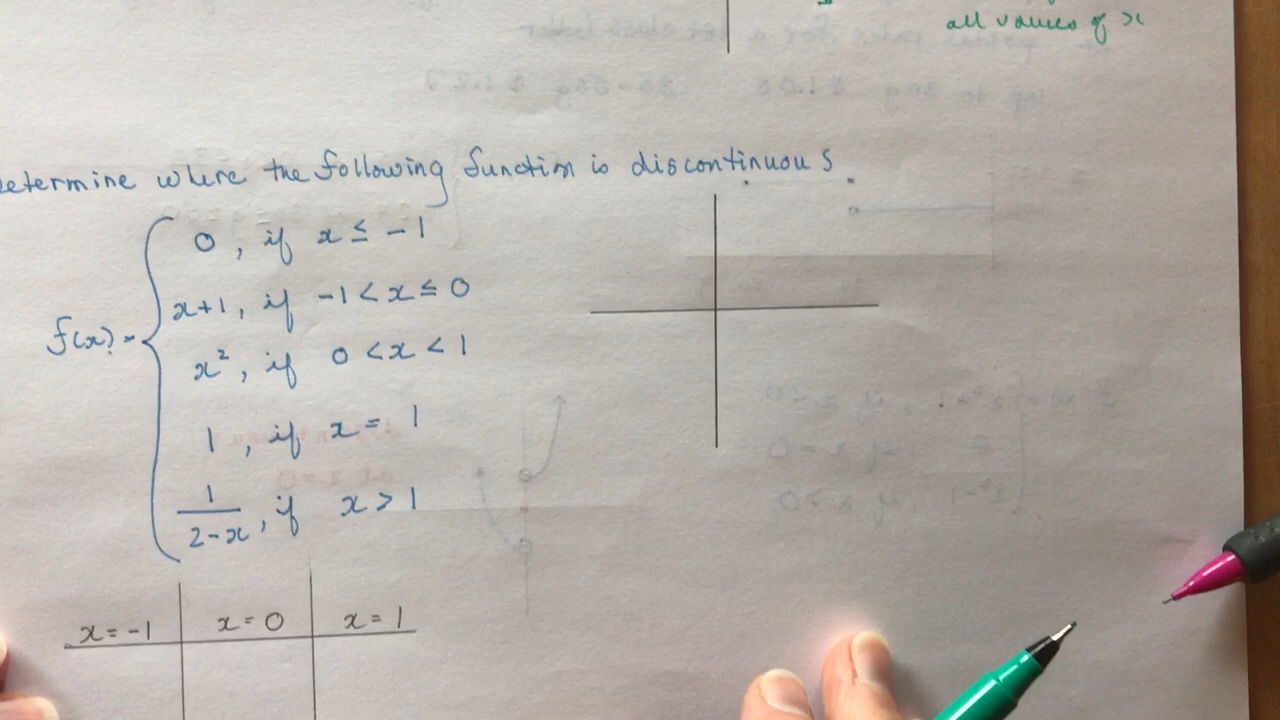 all values of x
Determine where the following function is discontinuous.
f(x) = { 0, if x ≤ -1
x+1, if -1 < x ≤ 0
x², if 0 < x < 1
1, if x = 1
1/(2-x), if x > 1
x = -1 | x = 0 | x = 1